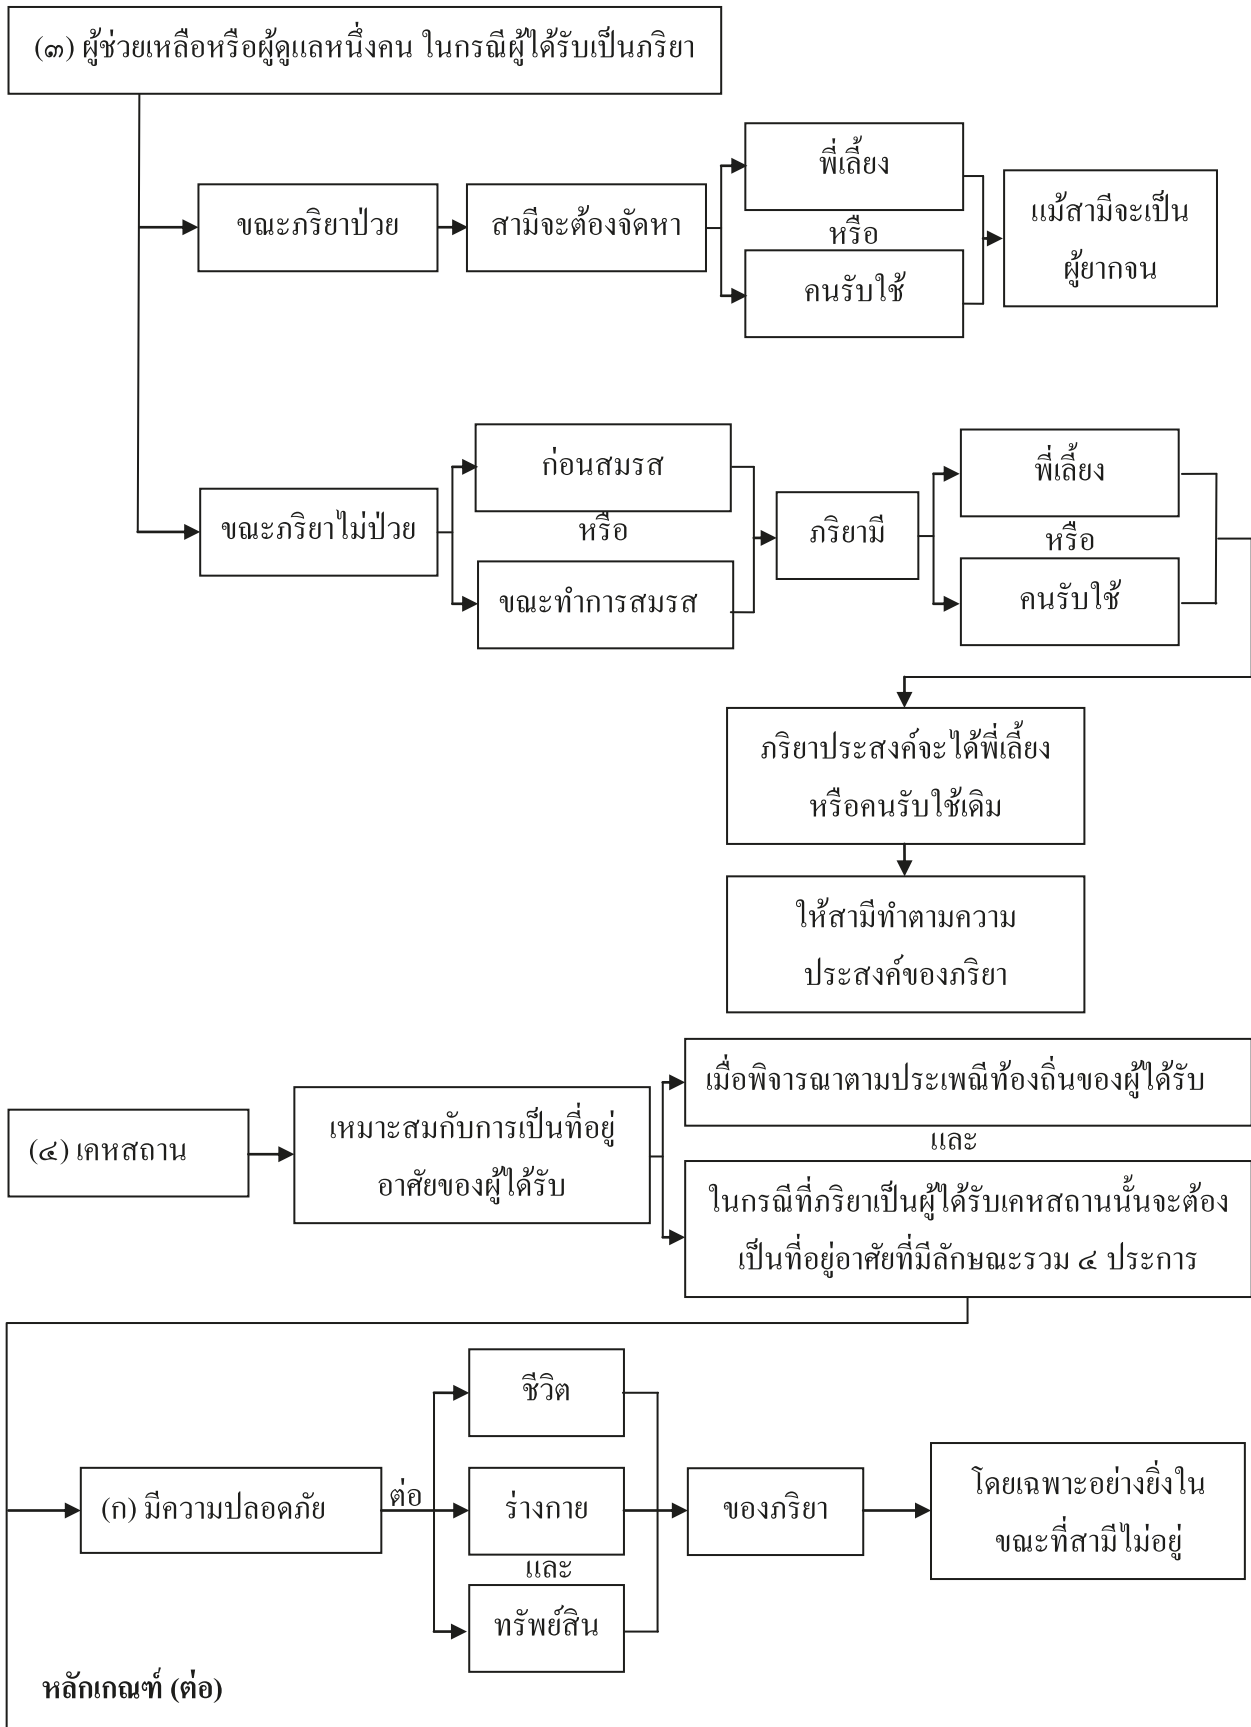 (๓) ผู้ช่วยเหลือหรือผู้ดูแลหนึ่งคน ในกรณีผู้ได้รับเป็นภริยา
ขณะภริยาป่วย
สามีจะต้องจัดหา
พี่เลี้ยง
หรือ
คนรับใช้
แม้สามีจะเป็น
ผู้ยากจน
ขณะภริยาไม่ป่วย
ก่อนสมรส
หรือ
ขณะทำการสมรส
ภริยามี
พี่เลี้ยง
หรือ
คนรับใช้
ภริยาประสงค์จะได้พี่เลี้ยง
หรือคนรับใช้เดิม
ให้สามีทำตามความ
ประสงค์ของภริยา
(๔) เคหสถาน
เหมาะสมกับการเป็นที่อยู่
อาศัยของผู้ได้รับ
เมื่อพิจารณาตามประเพณีท้องถิ่นของผู้ได้รับ
และ
ในกรณีที่ภริยาเป็นผู้ได้รับเคหสถานนั้นจะต้อง
เป็นที่อยู่อาศัยที่มีลักษณะรวม ๔ ประการ
(ก) มีความปลอดภัย
ต่อ
ชีวิต
ร่างกาย
และ
ทรัพย์สิน
ของภริยา
โดยเฉพาะอย่างยิ่งใน
ขณะที่สามีไม่อยู่
หลักเกณฑ์ (ต่อ)